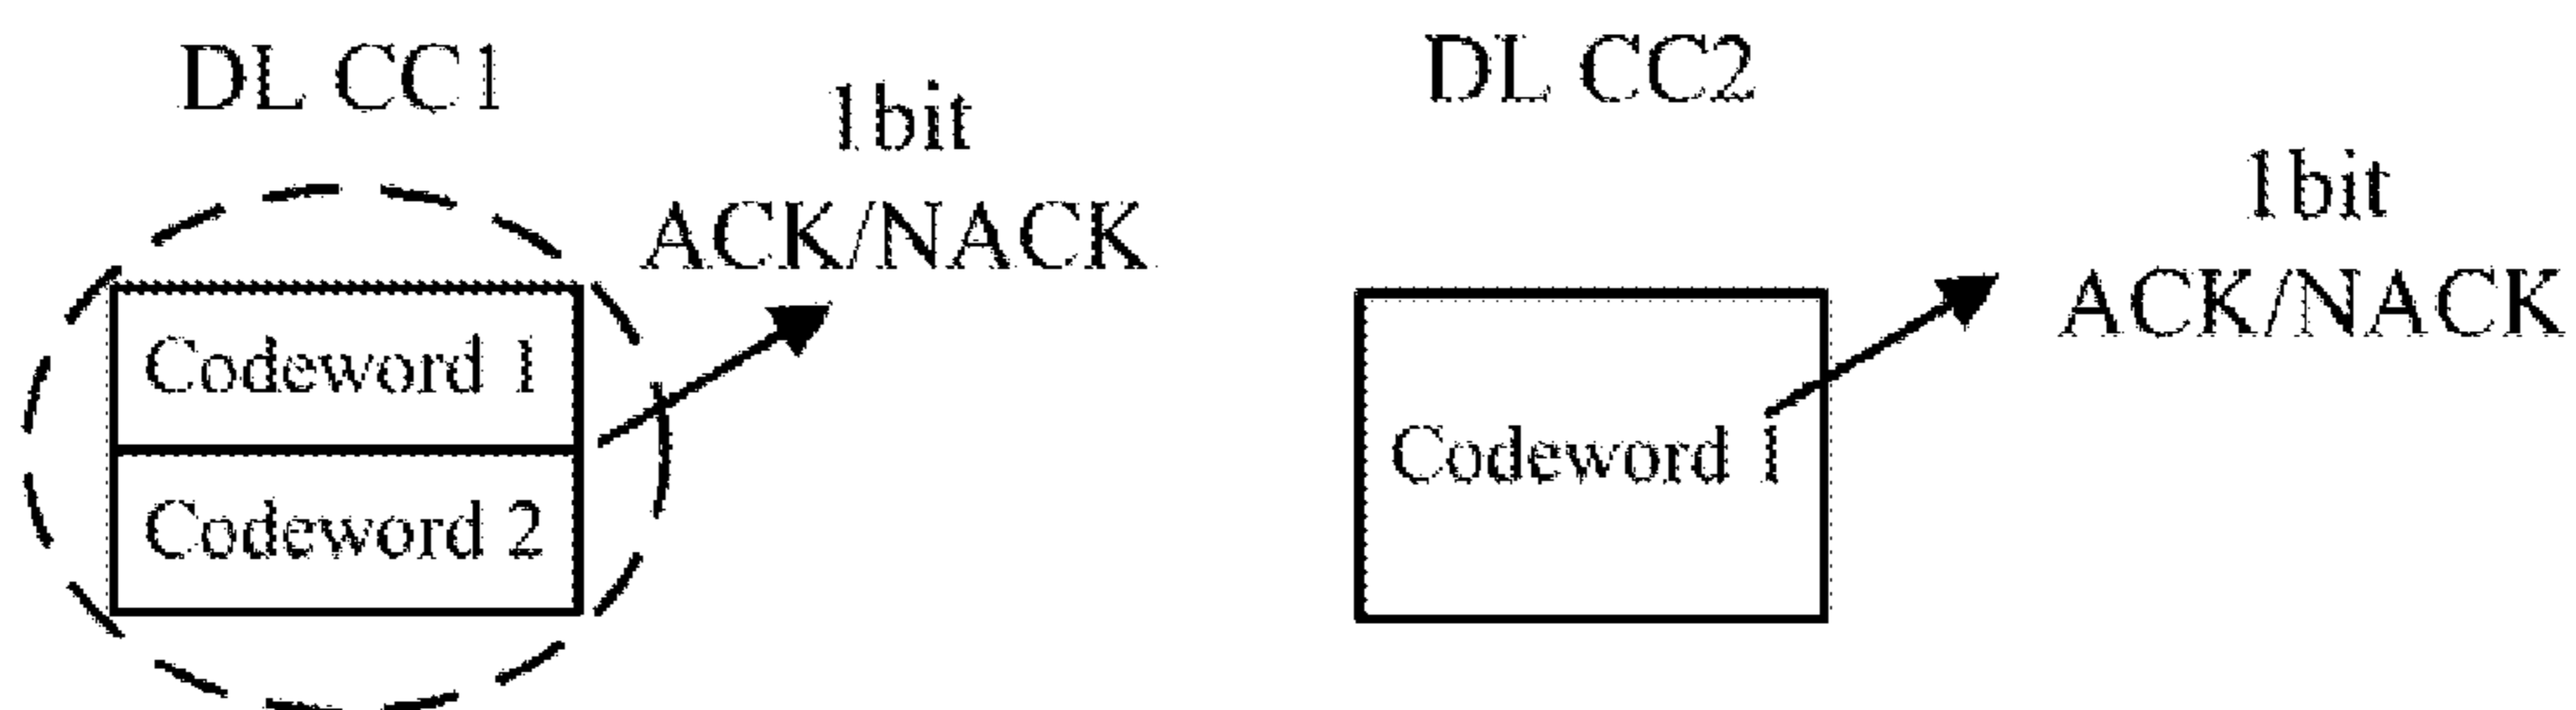 DL CC1
1bit
ACK/NACK
Codeword 1
Codeword 2
DL CC2
1bit
ACK/NACK
Codeword 1